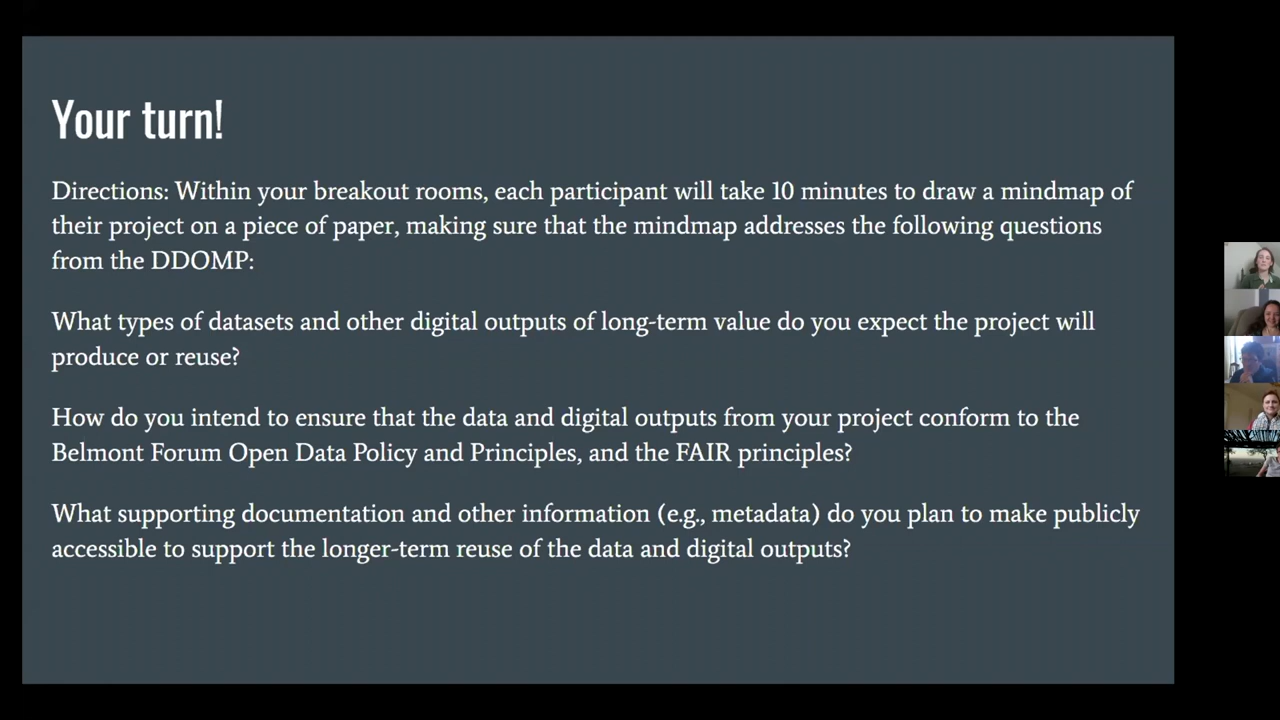 Your turn!
Directions: Within your breakout rooms, each participant will take 10 minutes to draw a mindmap of
their project on a piece of paper, making sure that the mindmap addresses the following questions
from the DDOMP:
What types of datasets and other digital outputs of long-term value do you expect the project will
produce or reuse?
How do you intend to ensure that the data and digital outputs from your project conform to the
Belmont Forum Open Data Policy and Principles, and the FAIR principles?
What supporting documentation and other information (e.g., metadata) do you plan to make publicly
accessible to support the longer-term reuse of the data and digital outputs?